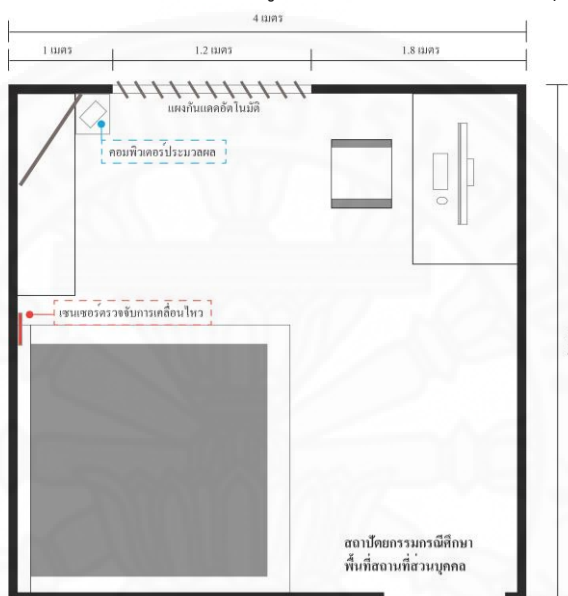 4 เมตร
1 เมตร 1.2 เมตร 1.8 เมตร
แผงกันแดดอัตโนมัติ
คอมพิวเตอร์ประมวลผล
เซนเซอร์ตรวจจับการเคลื่อนไหว
สถาปัตยกรรมกรณีศึกษา
พื้นที่สถานที่ส่วนบุคคล